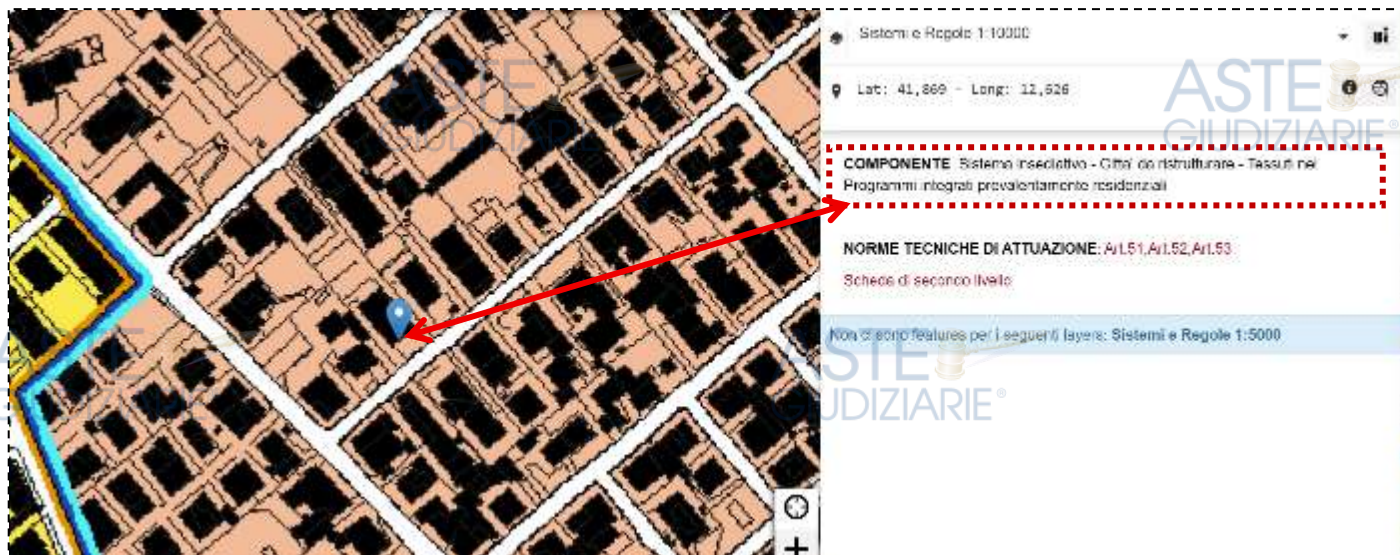 Sistemi e Regole 1:10000
Lat: 41,869 - Long: 12,626
COMPONENTE Sistema insediativo - Citta' da ristrutturare - Tessuti nei
Programmi integrati prevalentemente residenziali
NORME TECNICHE DI ATTUAZIONE: Art.51,Art.52,Art.53
Scheda di secondo livello
Non ci sono features per i seguenti layers: Sistemi e Regole 1:5000
ASTE
GIUDIZIARIE
ASTE
GIUDIZIARIE®
ASTE
GIUDIZIARIE®